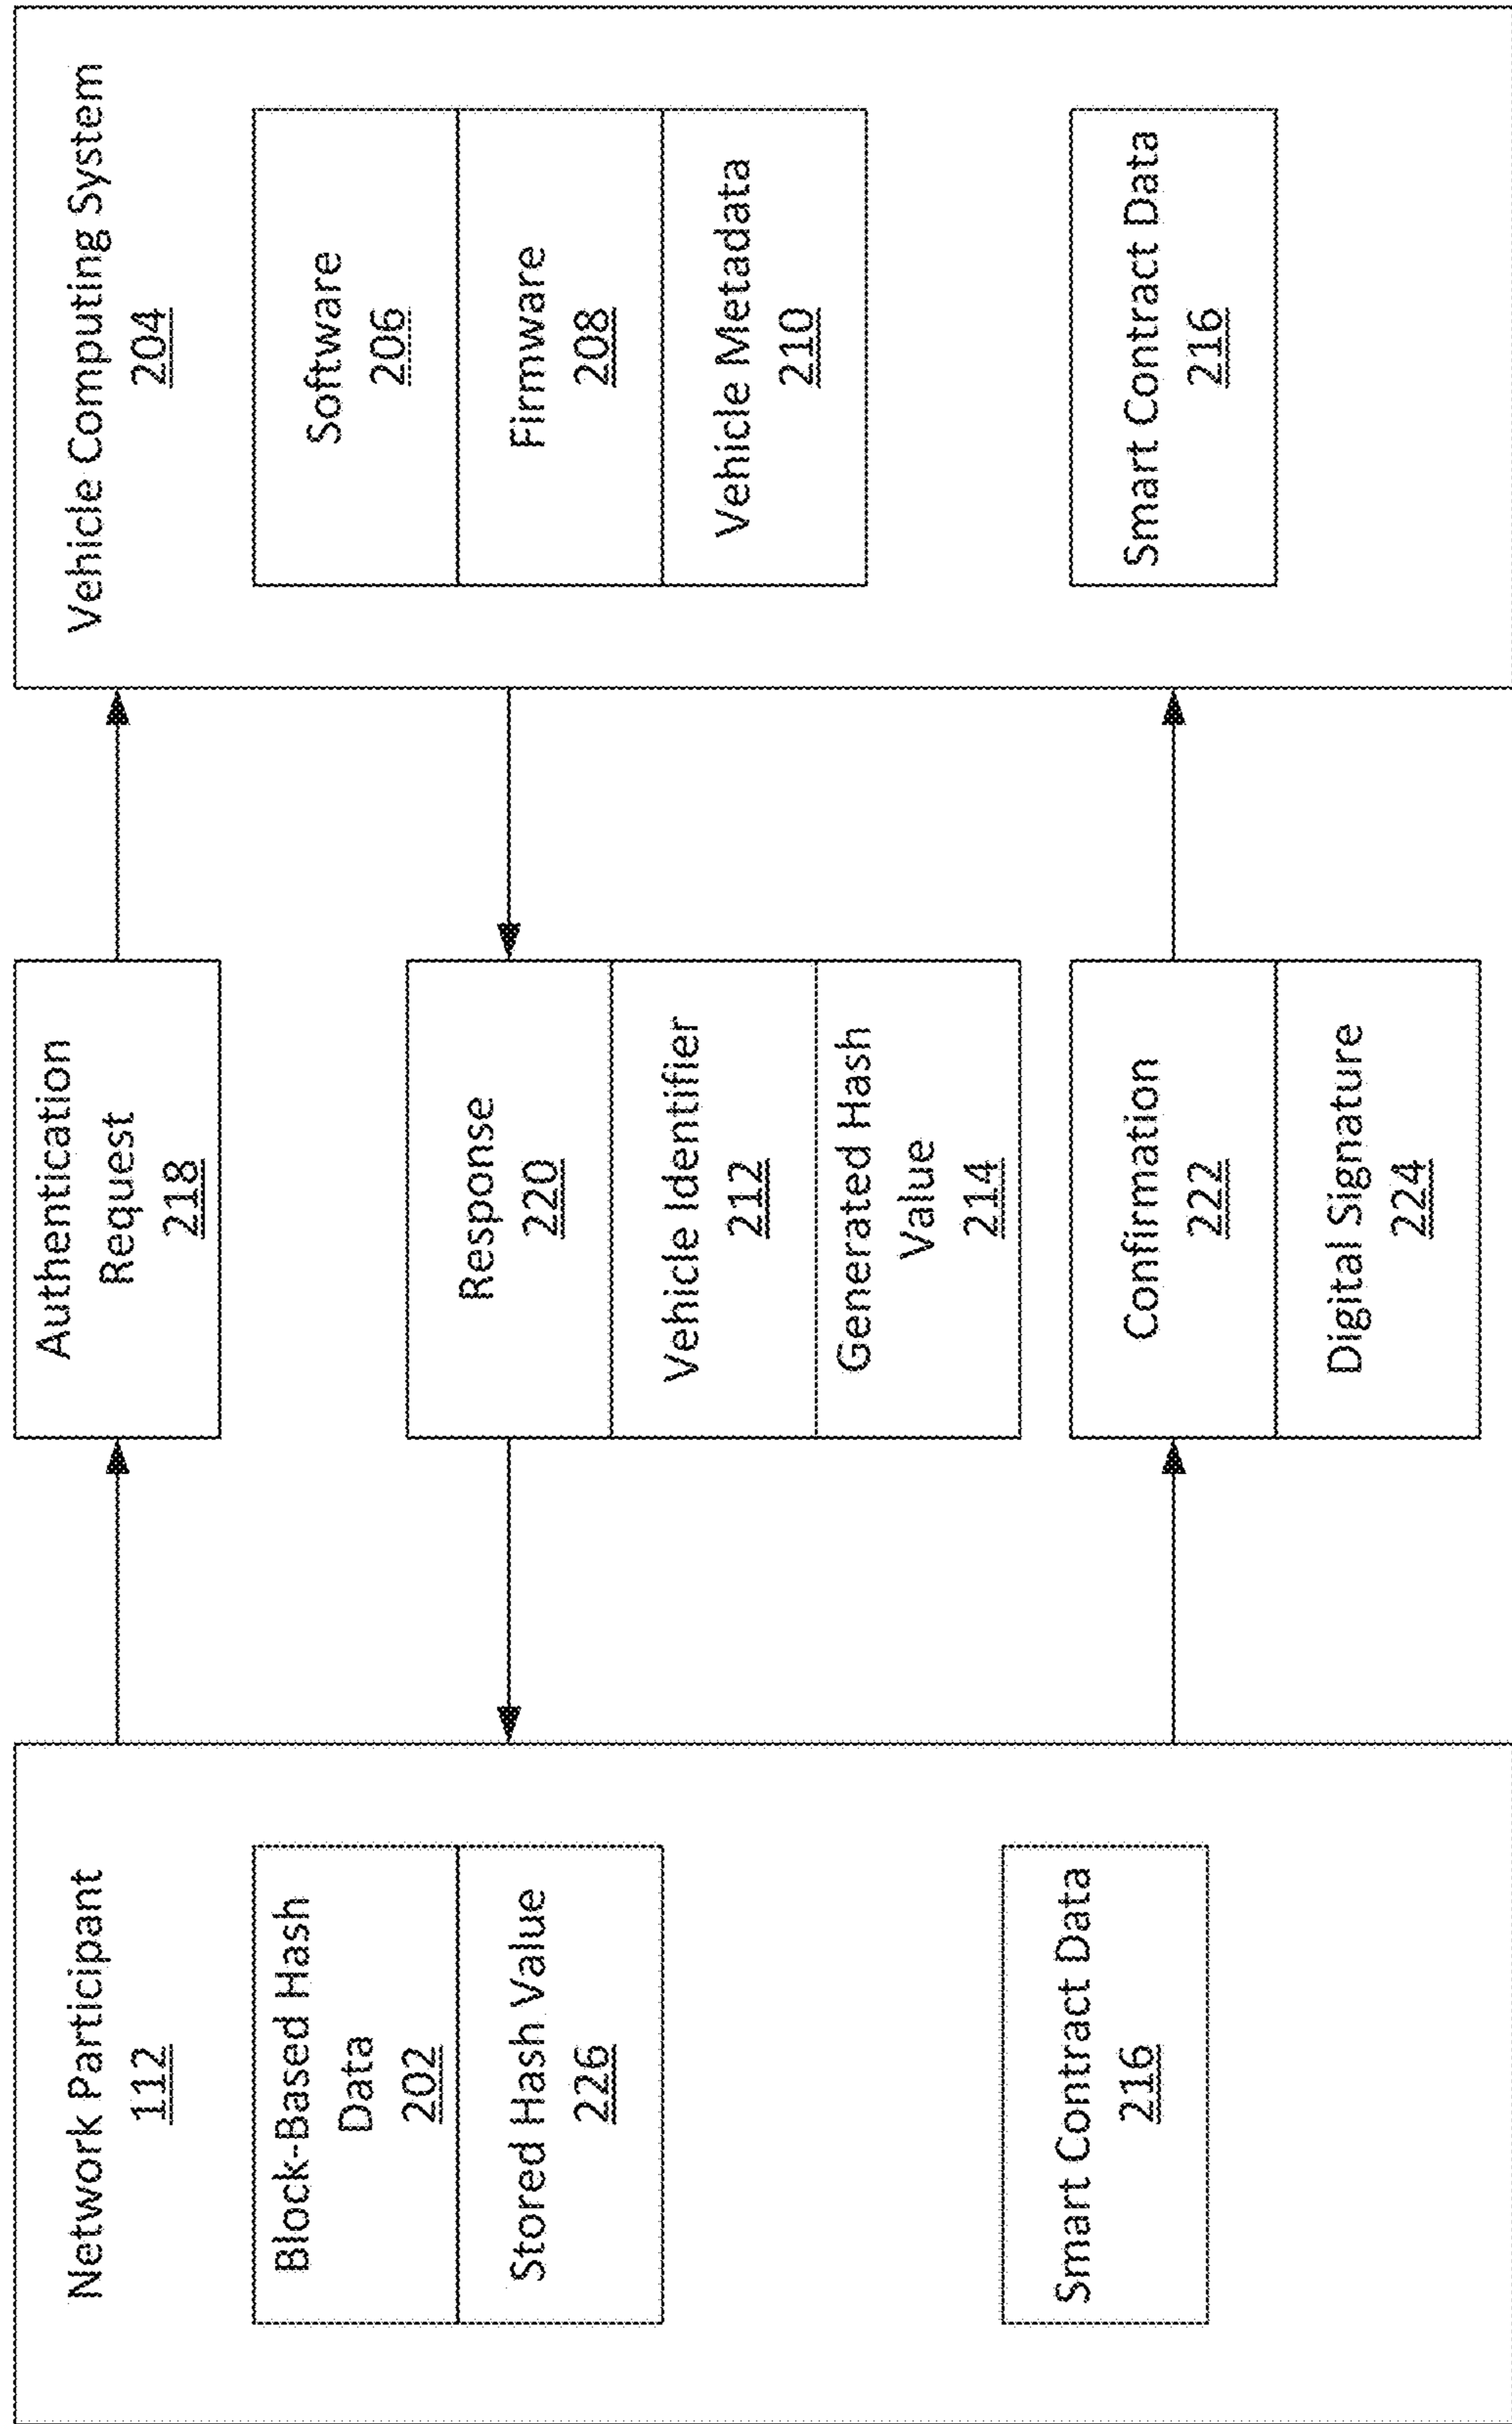 Network Participant
112
Block-Based Hash
Data
202
Stored Hash Value
226
Smart Contract Data
216
Authentication
Request
218
Response
220
Vehicle Identifier
212
Generated Hash
Value
214
Confirmation
222
Digital Signature
224
Vehicle Computing System
204
Software
206
Firmware
208
Vehicle Metadata
210
Smart Contract Data
216